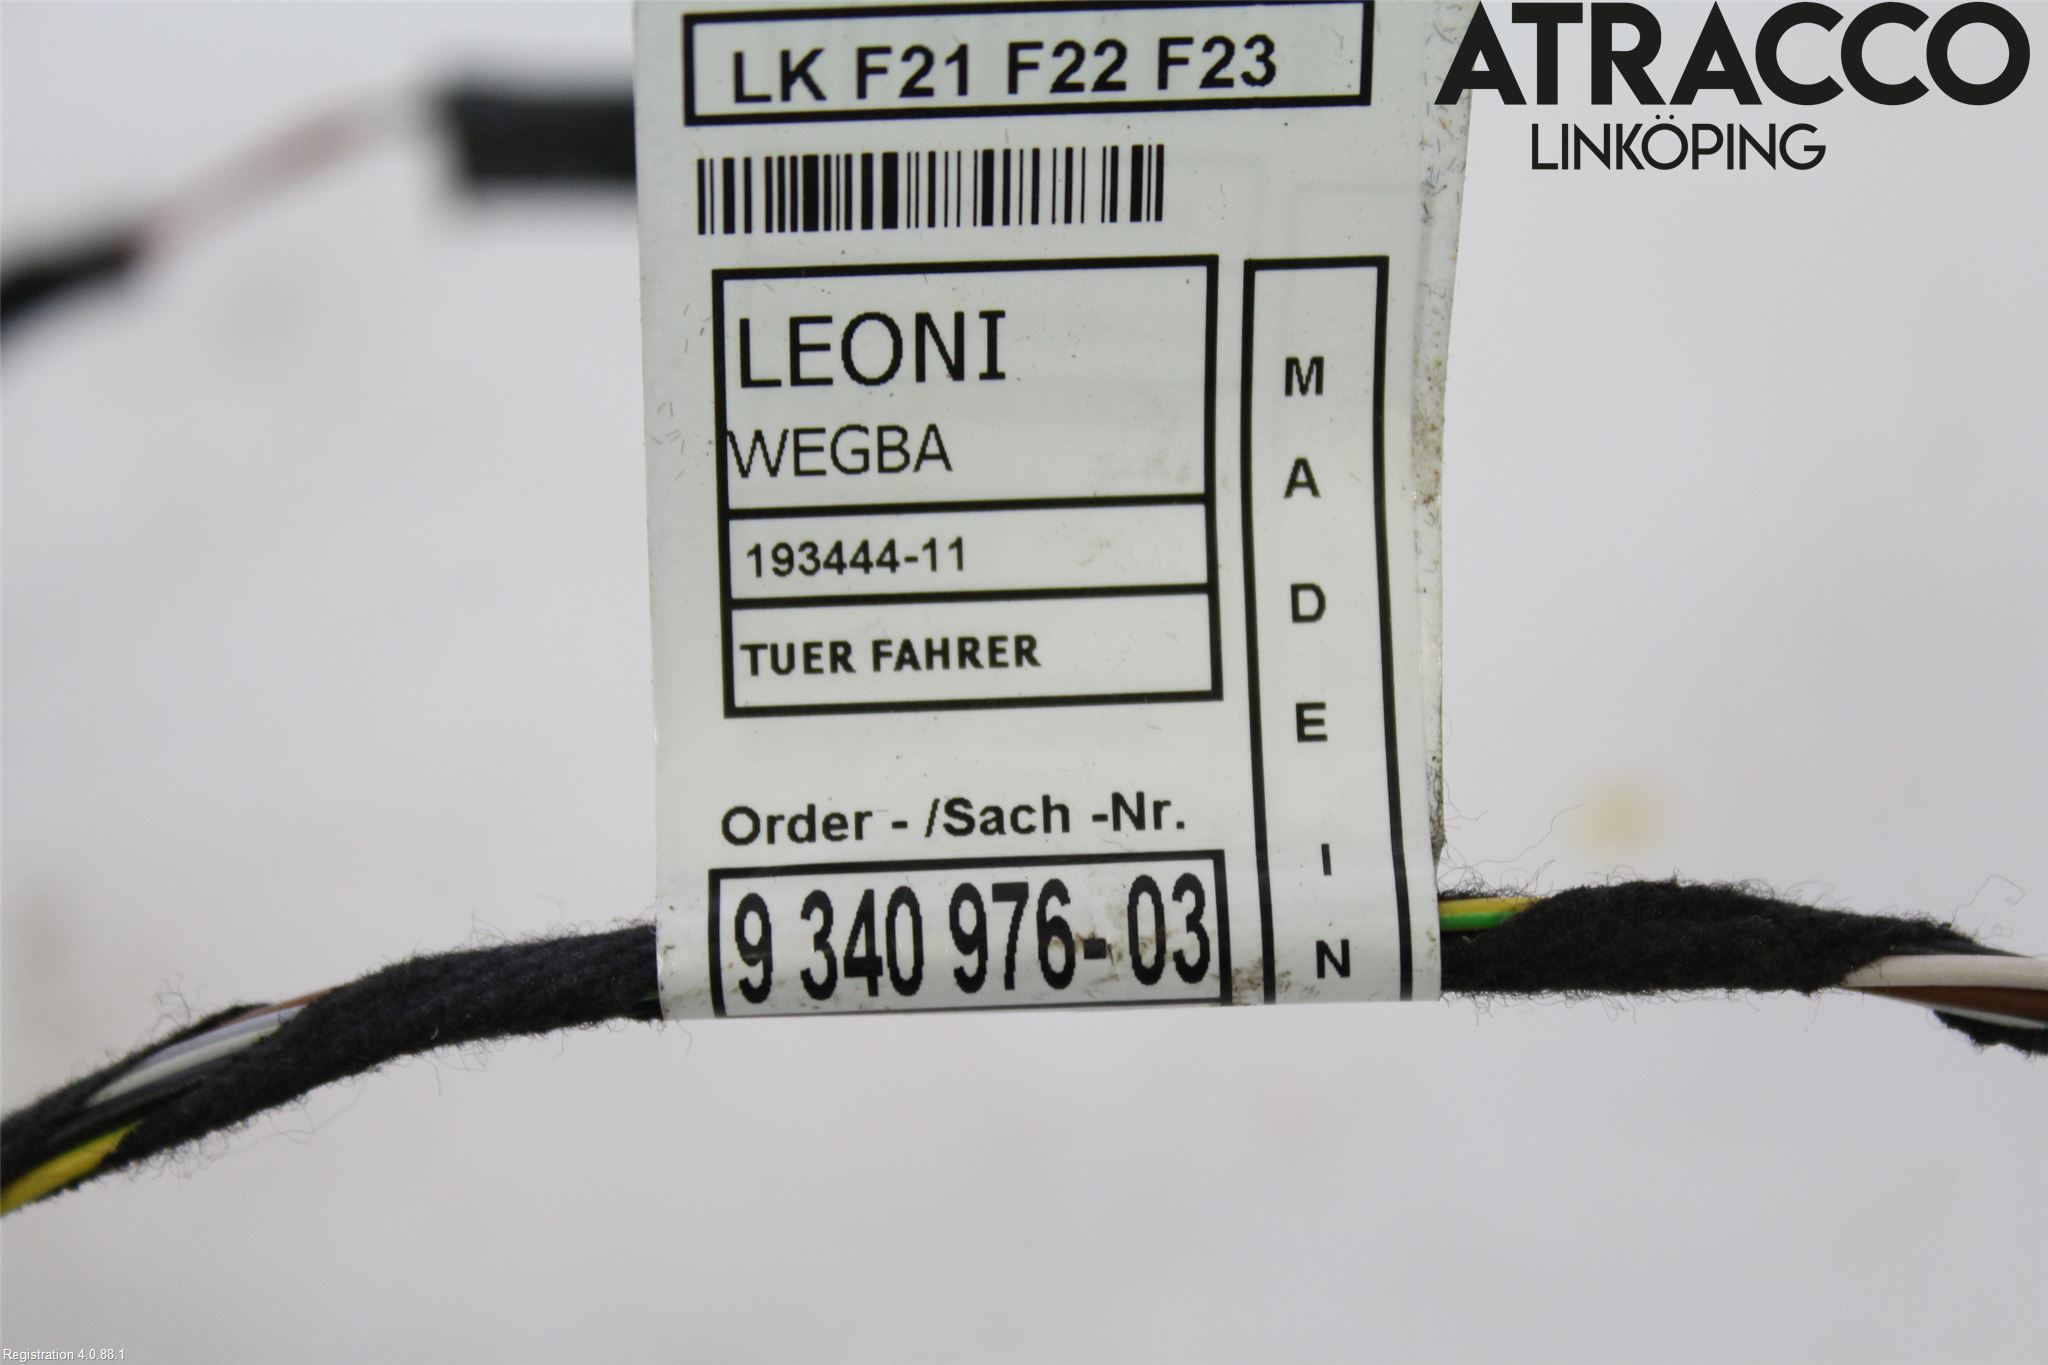 LK F21 F22 F23
ATRACCO
LINKÖPING
LEONI
WEGBA
193444-11
TUER FAHRER
MADE IN
Order - /Sach -Nr.
9 340 976-03
Registration 4.0.88.1